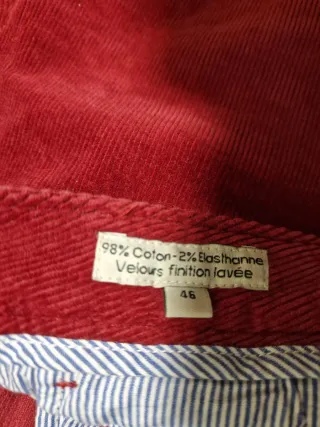 98% Coton-2% Elasthanne
Velours finition lavée
46